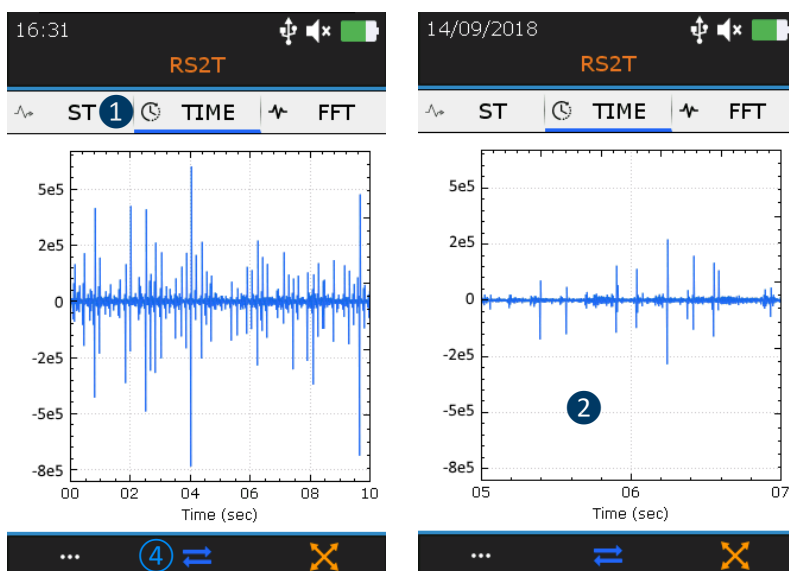 16:31
RS2T
ST 1 TIME FFT
5e5
2e5
0
-2e5
-5e5
-8e5
00 02 04 06 08 10
Time (sec)
... 4
14/09/2018
RS2T
ST TIME FFT
5e5
2e5
0
-2e5
-5e5
-8e5
2
05 06 07
Time (sec)
...